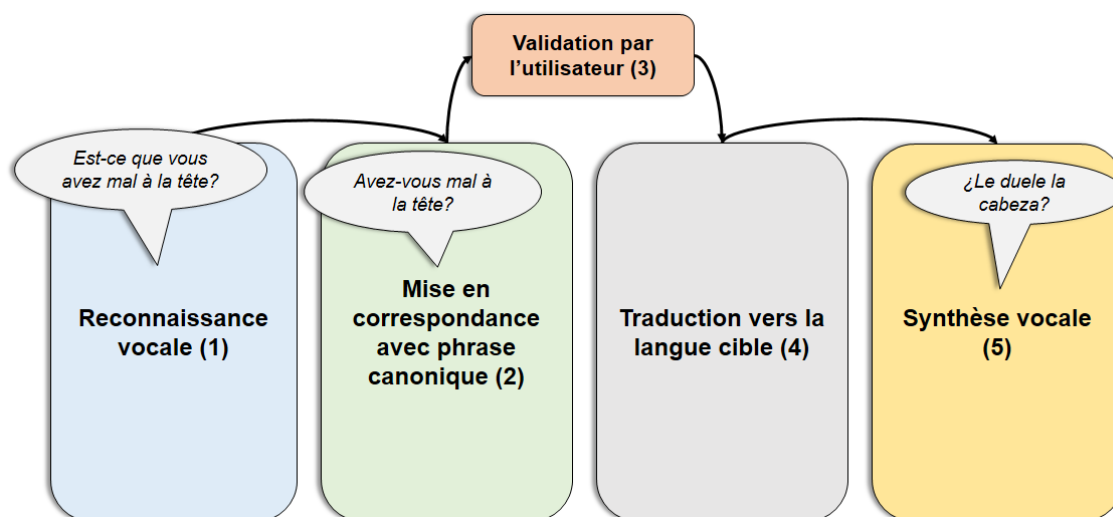 Validation par
l’utilisateur (3)
Est-ce que vous
avez mal à la tête?
Reconnaissance
vocale (1)
Avez-vous mal à
la tête?
Mise en
correspondance
avec phrase
canonique (2)
Traduction vers la
langue cible (4)
¿Le duele la
cabeza?
Synthèse vocale
(5)